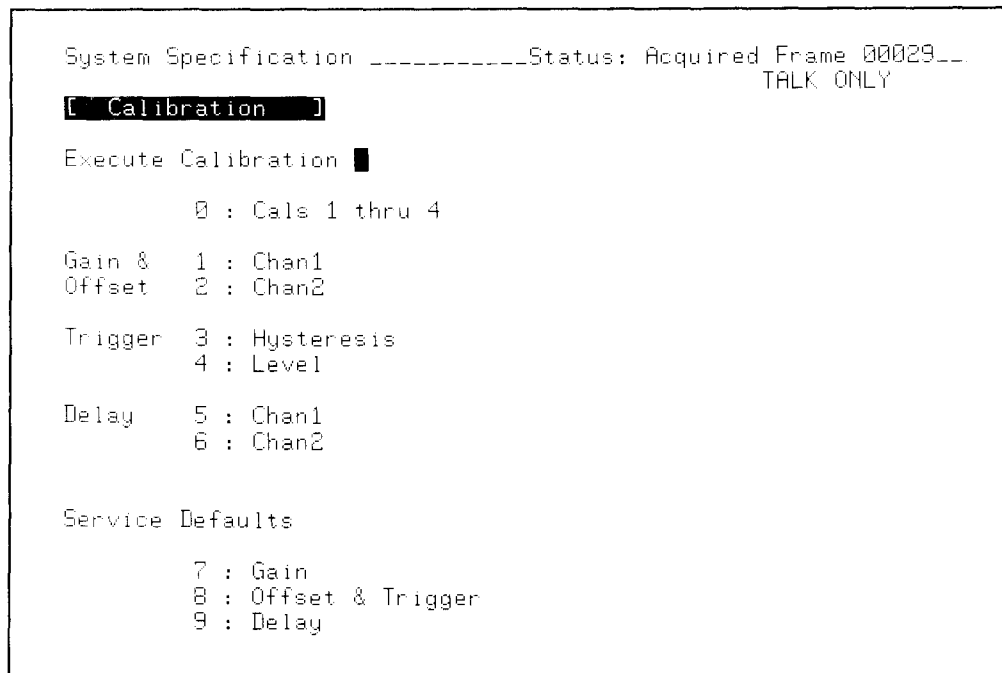 System Specification ___________Status: Acquired Frame 00029__
TALK ONLY
[ Calibration ]
Execute Calibration
0 : Cals 1 thru 4
Gain & 1 : Chan1
Offset 2 : Chan2
Trigger 3 : Hysteresis
4 : Level
Delay 5 : Chan1
6 : Chan2
Service Defaults
7 : Gain
8 : Offset & Trigger
9 : Delay